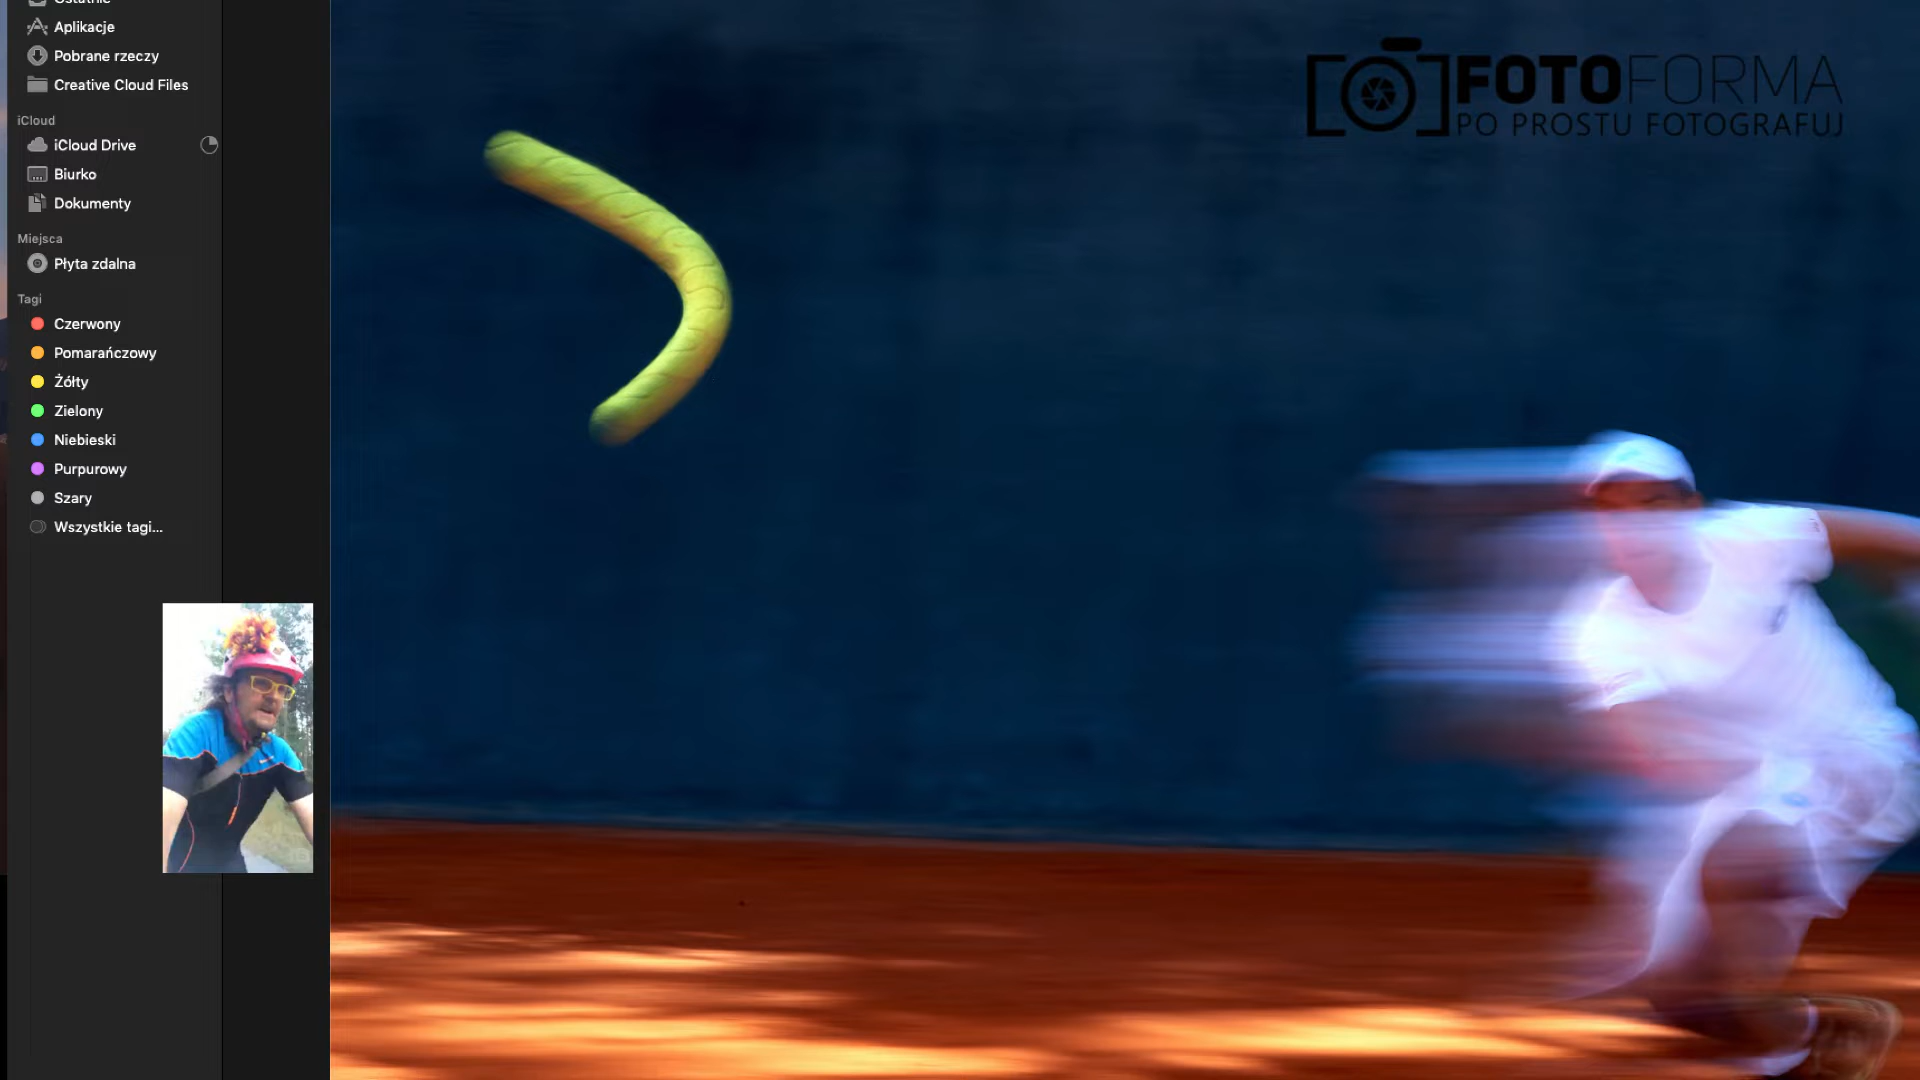 Ostatnie
Aplikacje
Pobrane rzeczy
Creative Cloud Files
iCloud
iCloud Drive
Biurko
Dokumenty
Miejsca
Płyta zdalna
Tagi
Czerwony
Pomarańczowy
Żółty
Zielony
Niebieski
Purpurowy
Szary
Wszystkie tagi...
FOTOFORMA
PO PROSTU FOTOGRAFUJ